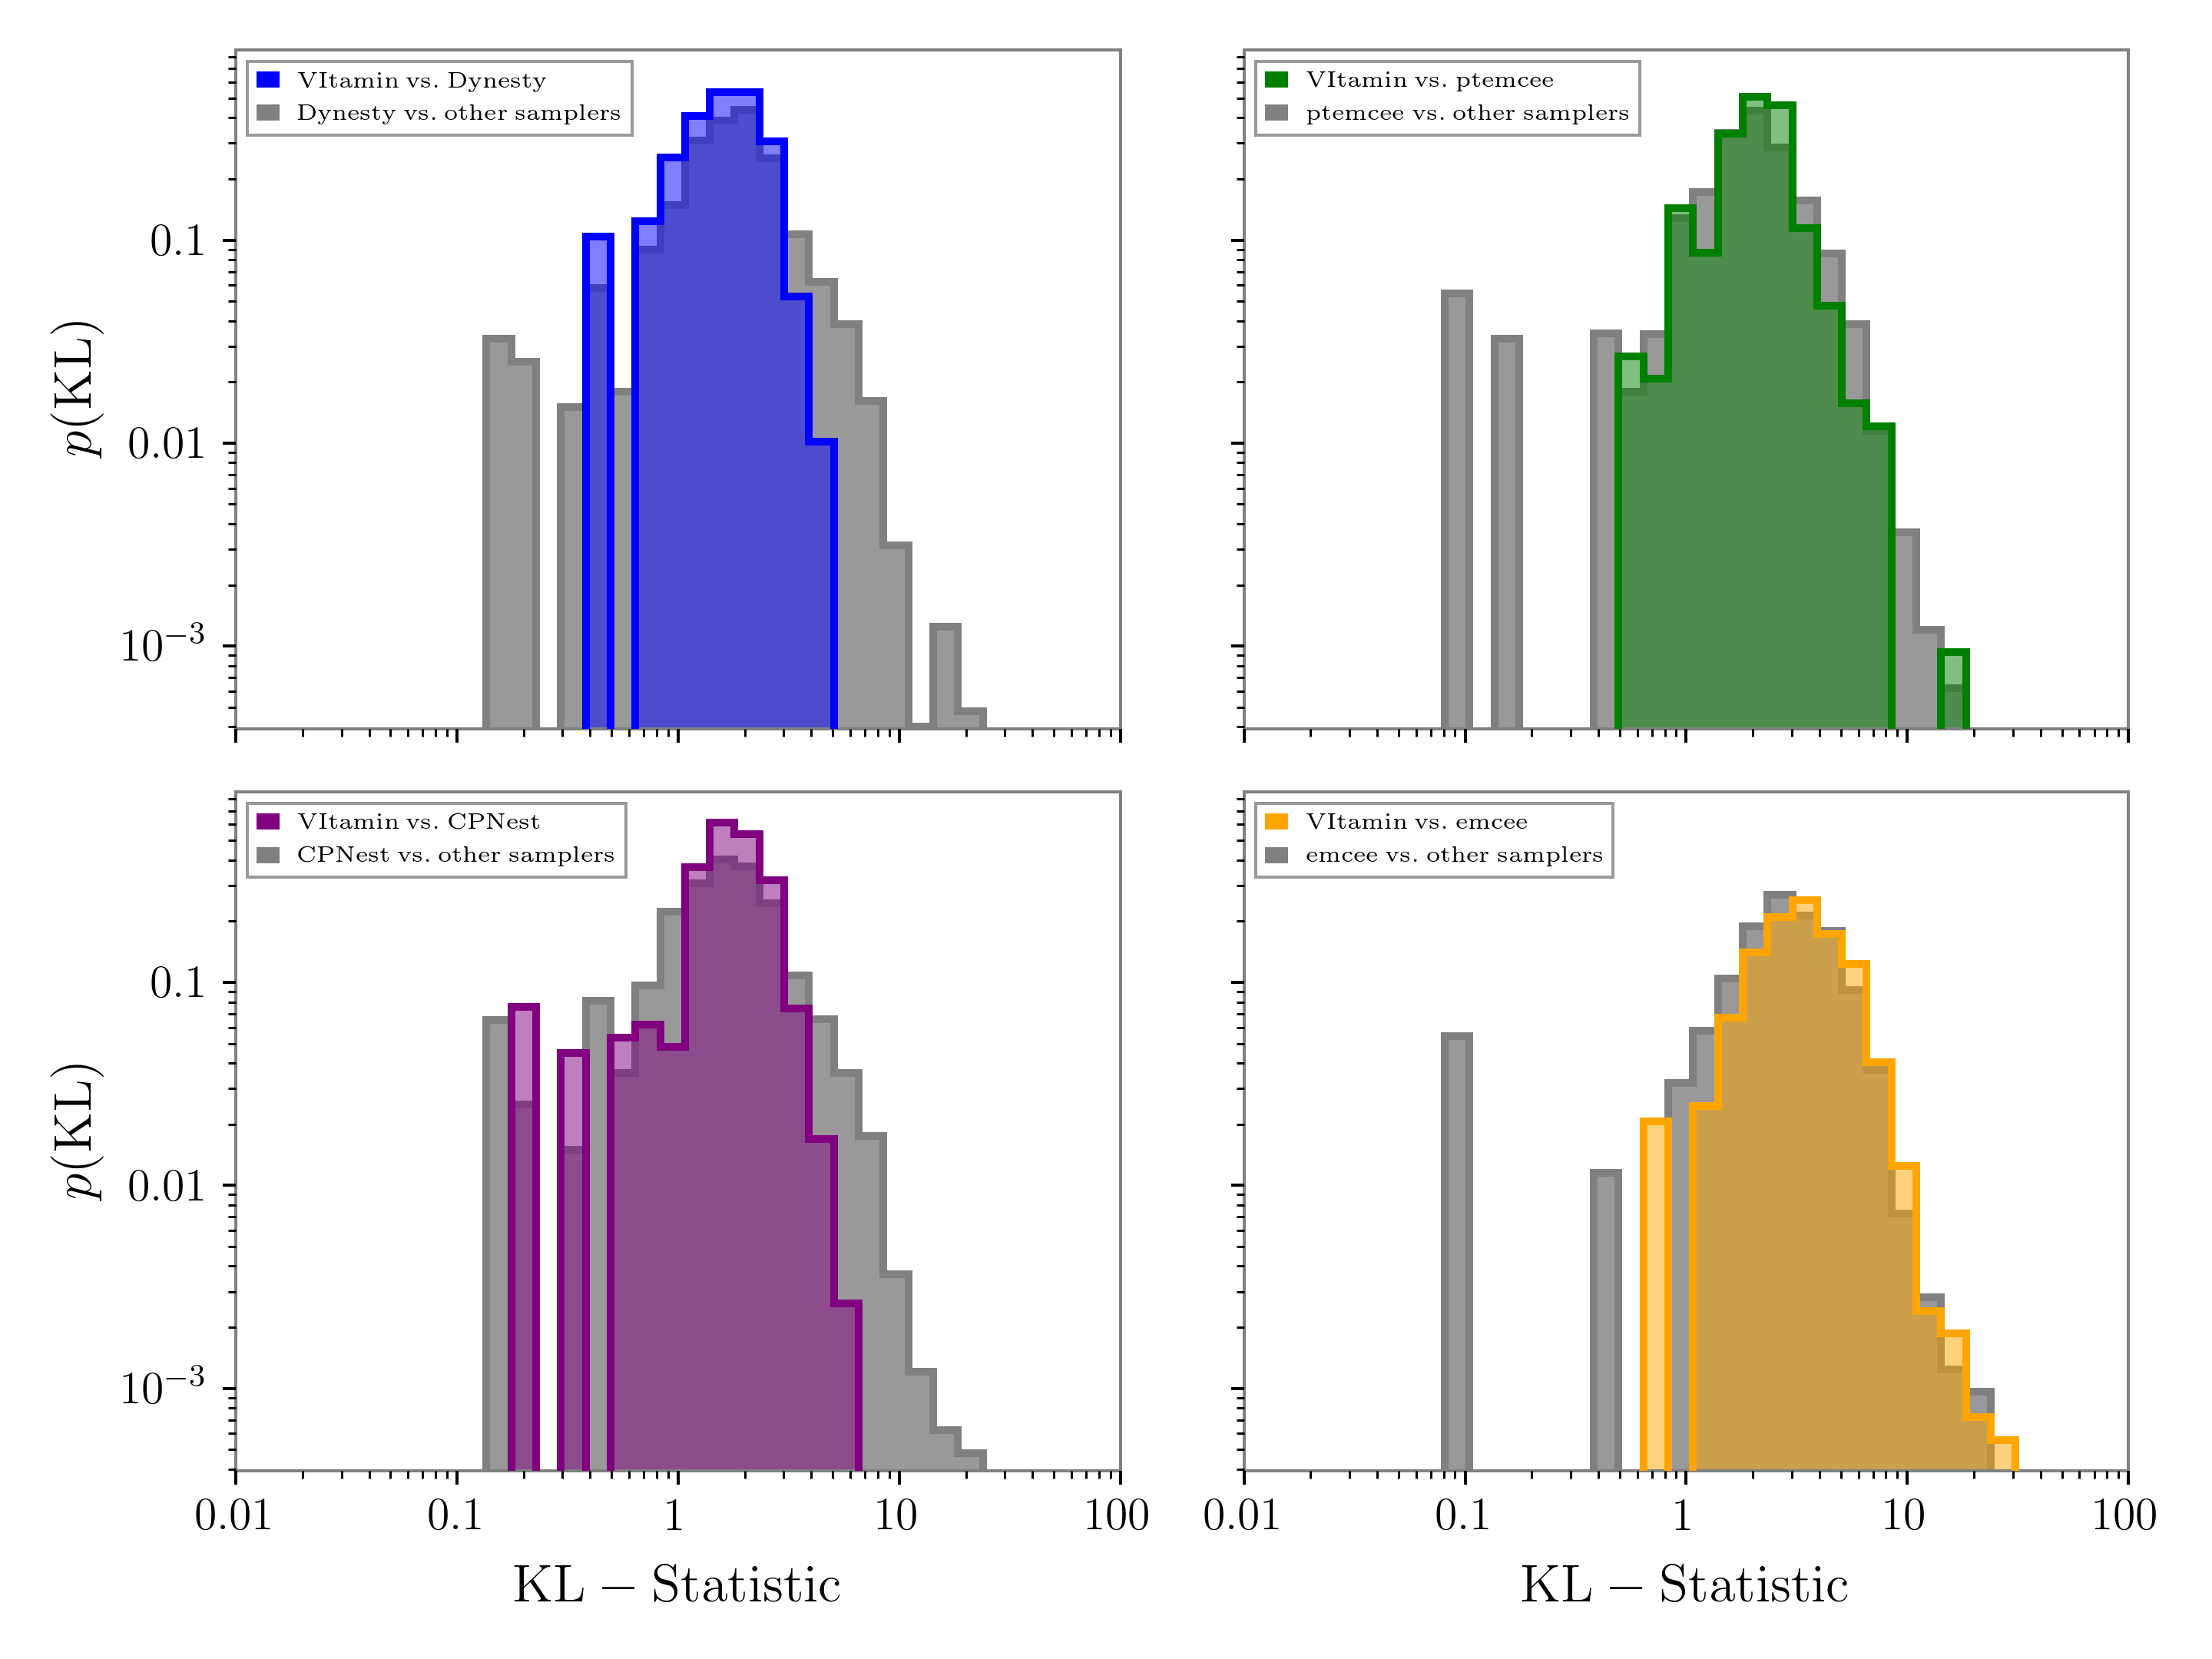 VItamin vs. Dynesty
Dynesty vs. other samplers
VItamin vs. ptemcee
ptemcee vs. other samplers
p(KL)
0.1
0.01
10⁻³
VItamin vs. CPNest
CPNest vs. other samplers
VItamin vs. emcee
emcee vs. other samplers
p(KL)
0.1
0.01
10⁻³
0.01 0.1 1 10 100
0.01 0.1 1 10 100
KL − Statistic
KL − Statistic